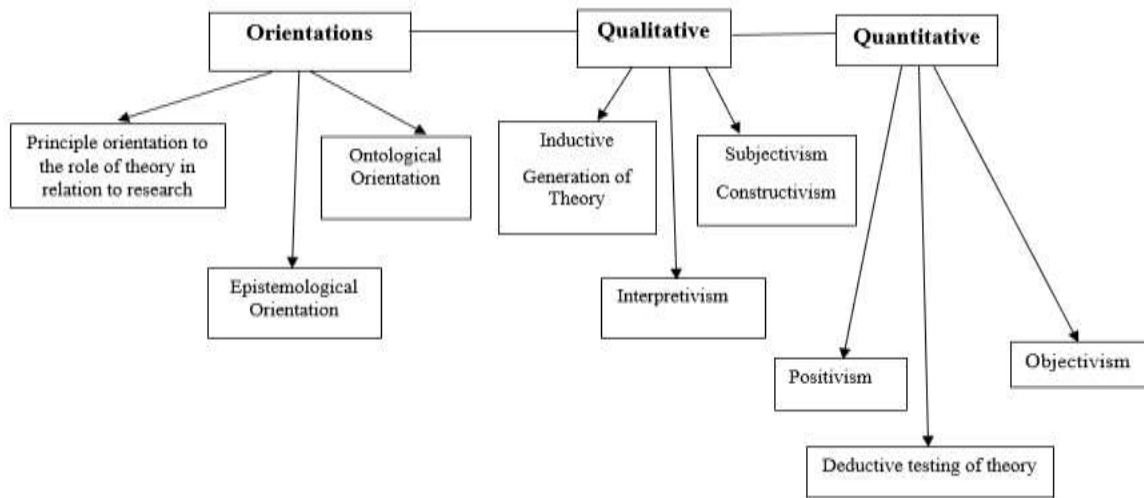 Orientations
Qualitative
Quantitative
Principle orientation to
the role of theory in
relation to research
Ontological
Orientation
Epistemological
Orientation
Inductive
Generation of
Theory
Subjectivism
Constructivism
Interpretivism
Positivism
Objectivism
Deductive testing of theory